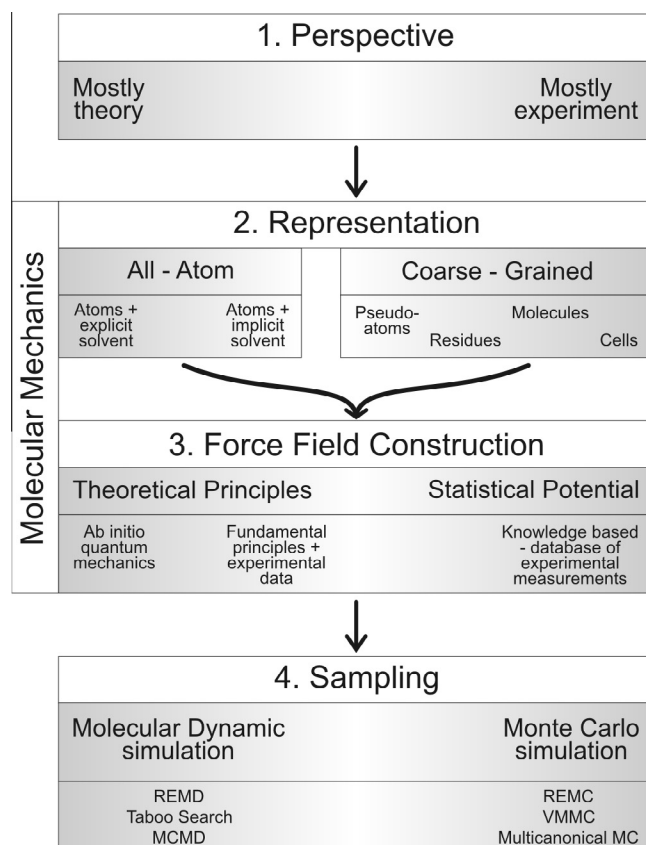 1. Perspective
Mostly
theory
Mostly
experiment
Molecular Mechanics
2. Representation
All - Atom
Atoms +
explicit
solvent
Atoms +
implicit
solvent
Coarse - Grained
Pseudo-
atoms
Residues
Molecules
Cells
3. Force Field Construction
Theoretical Principles
Statistical Potential
Ab initio
quantum
mechanics
Fundamental
principles +
experimental
data
Knowledge based
- database of
experimental
measurements
4. Sampling
Molecular Dynamic
simulation
Monte Carlo
simulation
REMD
Taboo Search
MCMD
REMC
VMMC
Multicanonical MC